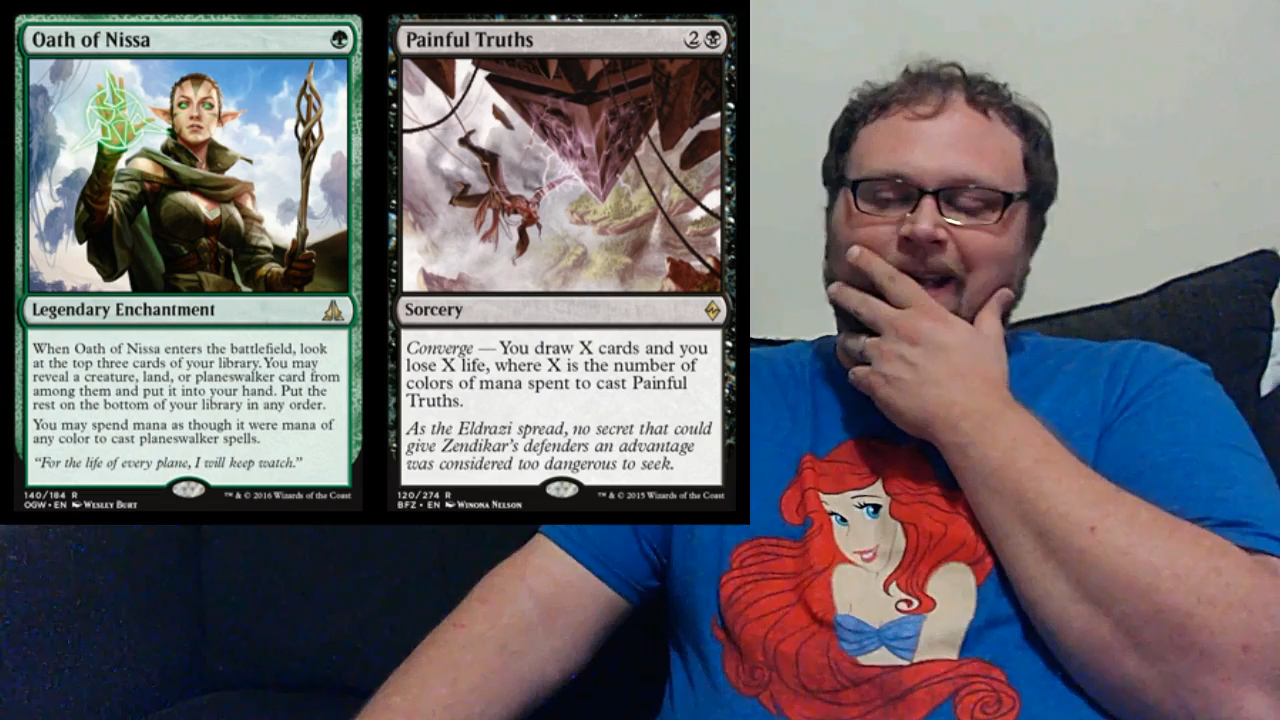 Oath of Nissa
Legendary Enchantment
When Oath of Nissa enters the battlefield, look
at the top three cards of your library. You may
reveal a creature, land, or planeswalker card from
among them and put it into your hand. Put the
rest on the bottom of your library in any order.
You may spend mana as though it were mana of
any color to cast planeswalker spells.
“For the life of every plane, I will keep watch.”
140/184 R
™ & © 2016 Wizards of the Coast
OGW • EN Wesley Burt
Painful Truths
2
Sorcery
Converge — You draw X cards and you
lose X life, where X is the number of
colors of mana spent to cast Painful
Truths.
As the Eldrazi spread, no secret that could
give Zendikar's defenders an advantage
was considered too dangerous to seek.
120/274 R
™ & © 2015 Wizards of the Coast
BFZ • EN Winona Nelson